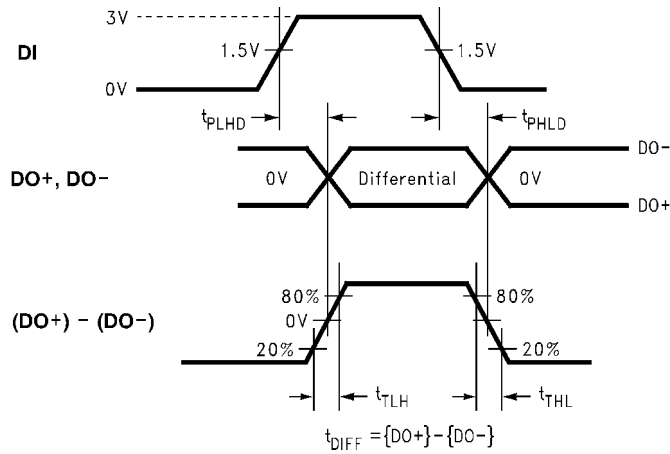 3V
DI
1.5V
1.5V
0V
tPLHD
tPHLD
DO-
DO+, DO-
0V
Differential
0V
DO+
80%
80%
(DO+) - (DO-)
0V
20%
20%
tTLH
tTHL
tDIFF = {DO+}-{DO-}